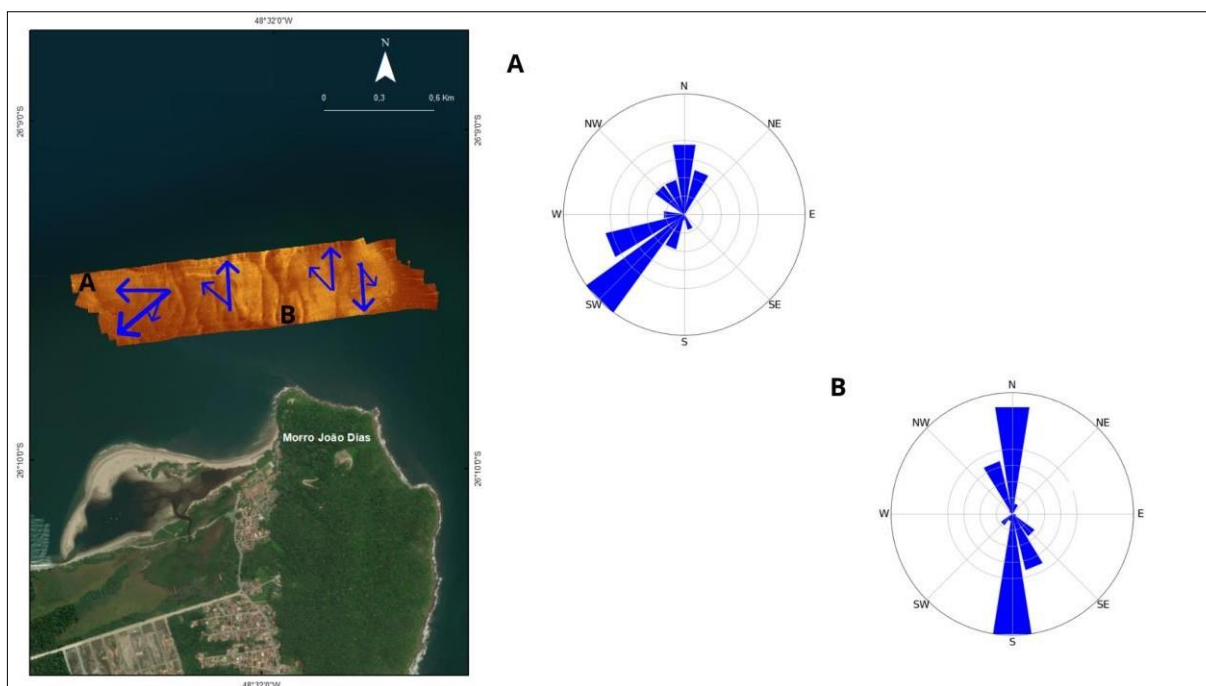 48°32'0"W
N
0 0,3 0,6 Km
26°9'0"S
26°9'0"S
A
B
Morro João Dias
26°10'0"S
26°10'0"S
48°32'0"W
A
N
NW
NE
W
E
SW
SE
S
B
N
NW
NE
W
E
SW
SE
S